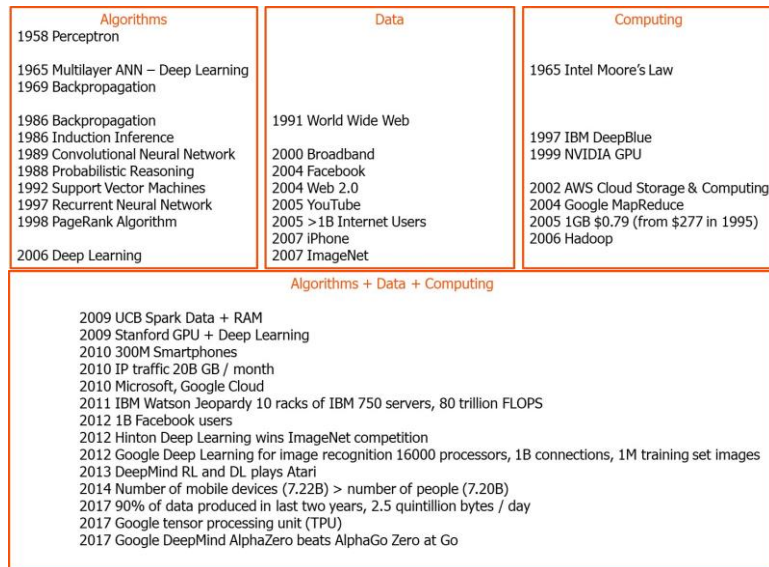 Algorithms
1958 Perceptron
1965 Multilayer ANN – Deep Learning
1969 Backpropagation
1986 Backpropagation
1986 Induction Inference
1989 Convolutional Neural Network
1988 Probabilistic Reasoning
1992 Support Vector Machines
1997 Recurrent Neural Network
1998 PageRank Algorithm
2006 Deep Learning
Data
1991 World Wide Web
2000 Broadband
2004 Facebook
2004 Web 2.0
2005 YouTube
2005 >1B Internet Users
2007 iPhone
2007 ImageNet
Computing
1965 Intel Moore's Law
1997 IBM DeepBlue
1999 NVIDIA GPU
2002 AWS Cloud Storage & Computing
2004 Google MapReduce
2005 1GB $0.79 (from $277 in 1995)
2006 Hadoop
Algorithms + Data + Computing
2009 UCB Spark Data + RAM
2009 Stanford GPU + Deep Learning
2010 300M Smartphones
2010 IP traffic 20B GB / month
2010 Microsoft, Google Cloud
2011 IBM Watson Jeopardy 10 racks of IBM 750 servers, 80 trillion FLOPS
2012 1B Facebook users
2012 Hinton Deep Learning wins ImageNet competition
2012 Google Deep Learning for image recognition 16000 processors, 1B connections, 1M training set images
2013 DeepMind RL and DL plays Atari
2014 Number of mobile devices (7.22B) > number of people (7.20B)
2017 90% of data produced in last two years, 2.5 quintillion bytes / day
2017 Google tensor processing unit (TPU)
2017 Google DeepMind AlphaZero beats AlphaGo Zero at Go